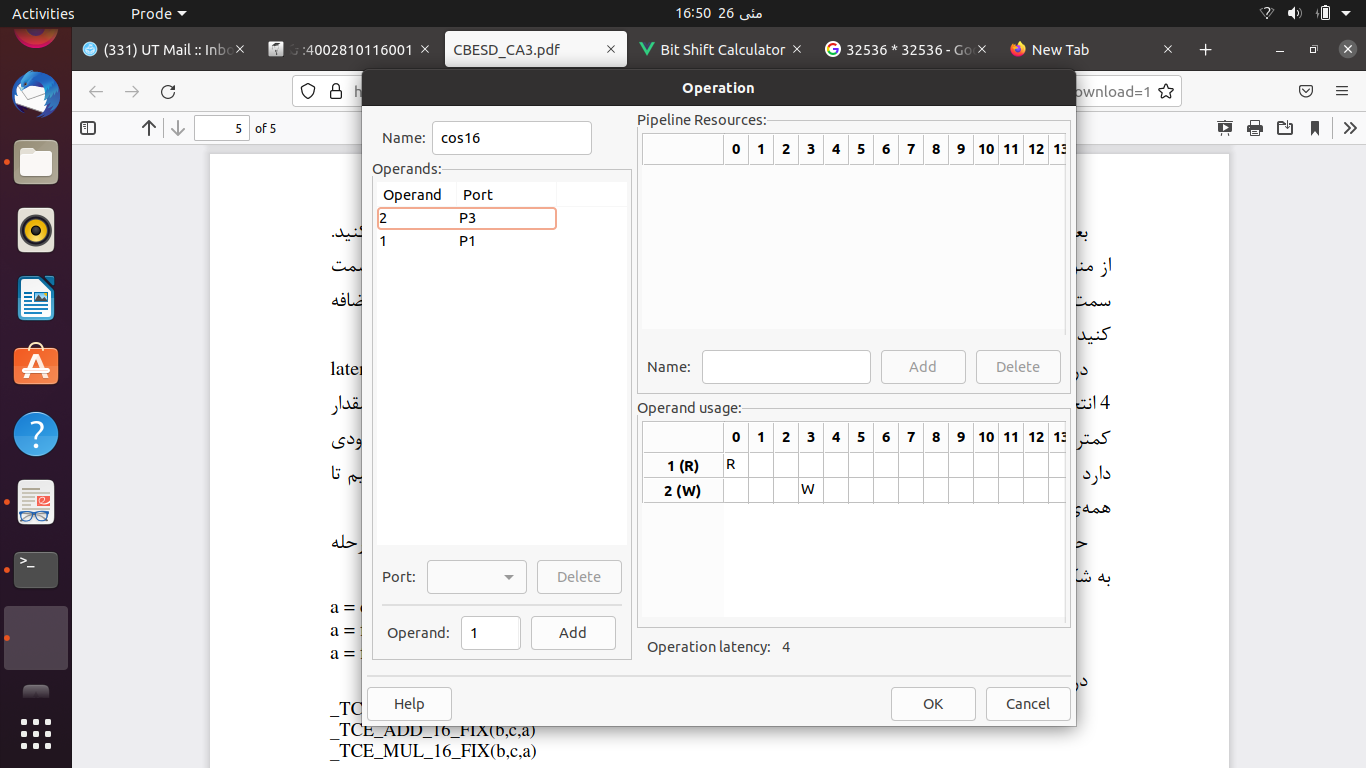 Activities
Prode
16:50 26 مئی
(331) UT Mail :: Inbo
:4002810116001
CBESD_CA3.pdf
Bit Shift Calculator
32536 * 32536 - Goo
New Tab
ownload=1
5 of 5
Operation
Name: cos16
Operands:
Operand Port
2 P3
1 P1
Port:
Delete
Operand: 1 Add
Pipeline Resources:
0 1 2 3 4 5 6 7 8 9 10 11 12 13
Name:
Add
Delete
Operand usage:
0 1 2 3 4 5 6 7 8 9 10 11 12 13
1 (R) R
2 (W) W
Operation latency: 4
Help
OK
Cancel
بع
کنید.
از من
سمت
ضافه
کنید
در
later
4 انت
قدار
کمتر
ودی
دارد
یم تا
همه‌ی
رحله
به شک
a =
a =
a =
در
_TC
_TCE_ADD_16_FIX(b,c,a)
_TCE_MUL_16_FIX(b,c,a)